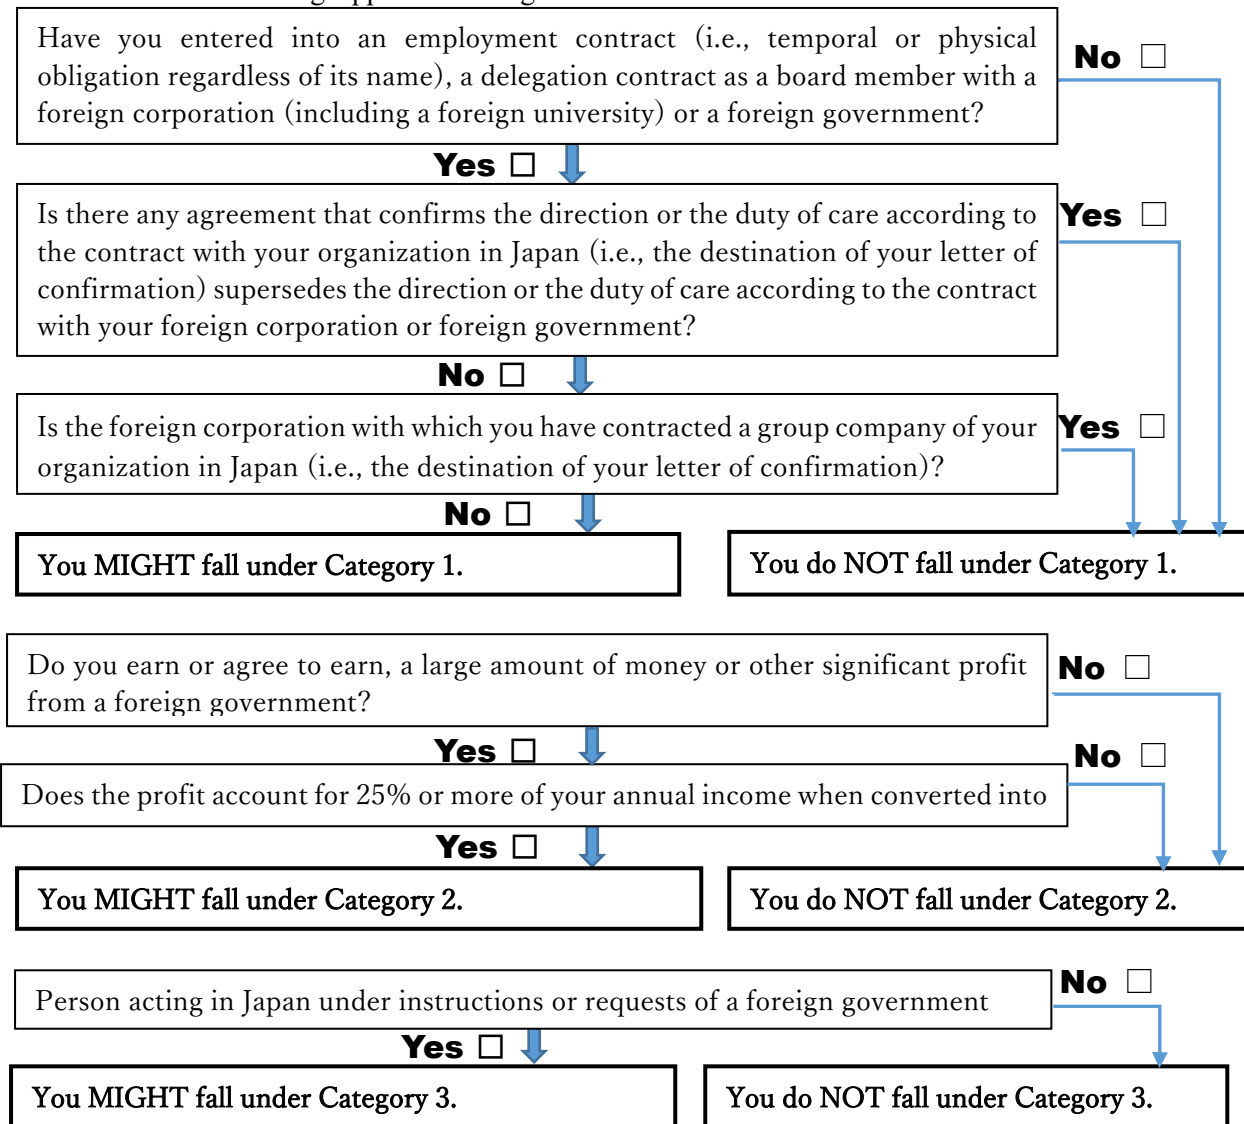 Have you entered into an employment contract (i.e., temporal or physical
obligation regardless of its name), a delegation contract as a board member with a
foreign corporation (including a foreign university) or a foreign government?
No ☐
Yes ☐
Is there any agreement that confirms the direction or the duty of care according to
the contract with your organization in Japan (i.e., the destination of your letter of
confirmation) supersedes the direction or the duty of care according to the contract
with your foreign corporation or foreign government?
Yes ☐
No ☐
Is the foreign corporation with which you have contracted a group company of your
organization in Japan (i.e., the destination of your letter of confirmation)?
Yes ☐
No ☐
You MIGHT fall under Category 1.
You do NOT fall under Category 1.
Do you earn or agree to earn, a large amount of money or other significant profit
from a foreign government?
No ☐
Yes ☐
Does the profit account for 25% or more of your annual income when converted into
No ☐
Yes ☐
You MIGHT fall under Category 2.
You do NOT fall under Category 2.
Person acting in Japan under instructions or requests of a foreign government
No ☐
Yes ☐
You MIGHT fall under Category 3.
You do NOT fall under Category 3.